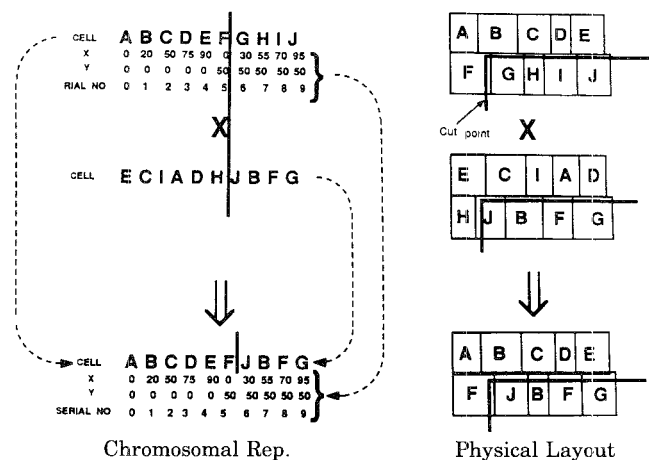 CELL A B C D E F G H I J
X 0 20 50 75 90 0 30 55 70 95
Y 0 0 0 0 0 50 50 50 50 50
RIAL NO 0 1 2 3 4 5 6 7 8 9
X
CELL E C I A D H J B F G
CELL A B C D E F J B F G
X 0 20 50 75 90 0 30 55 70 95
Y 0 0 0 0 0 50 50 50 50 50
SERIAL NO 0 1 2 3 4 5 6 7 8 9
Chromosomal Rep.
A B C D E
F G H I J
Cut point
X
E C I A D
H J B F G
A B C D E
F J B F G
Physical Layout